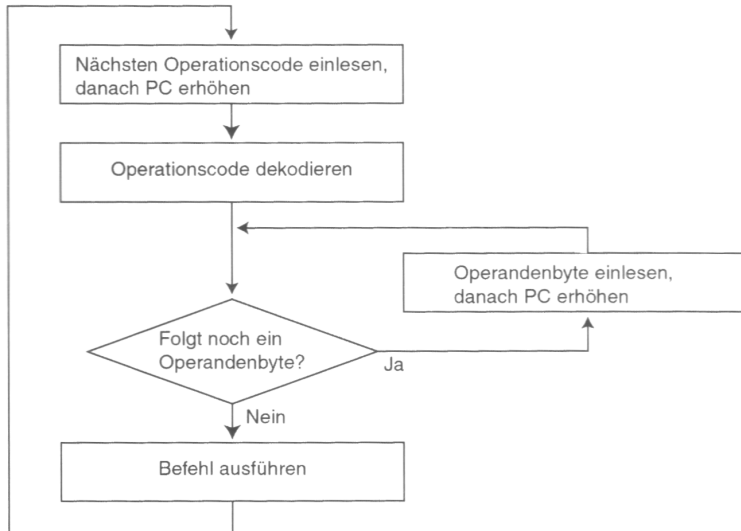 Nächsten Operationscode einlesen,
danach PC erhöhen
Operationscode dekodieren
Operandenbyte einlesen,
danach PC erhöhen
Folgt noch ein
Operandenbyte?
Ja
Nein
Befehl ausführen